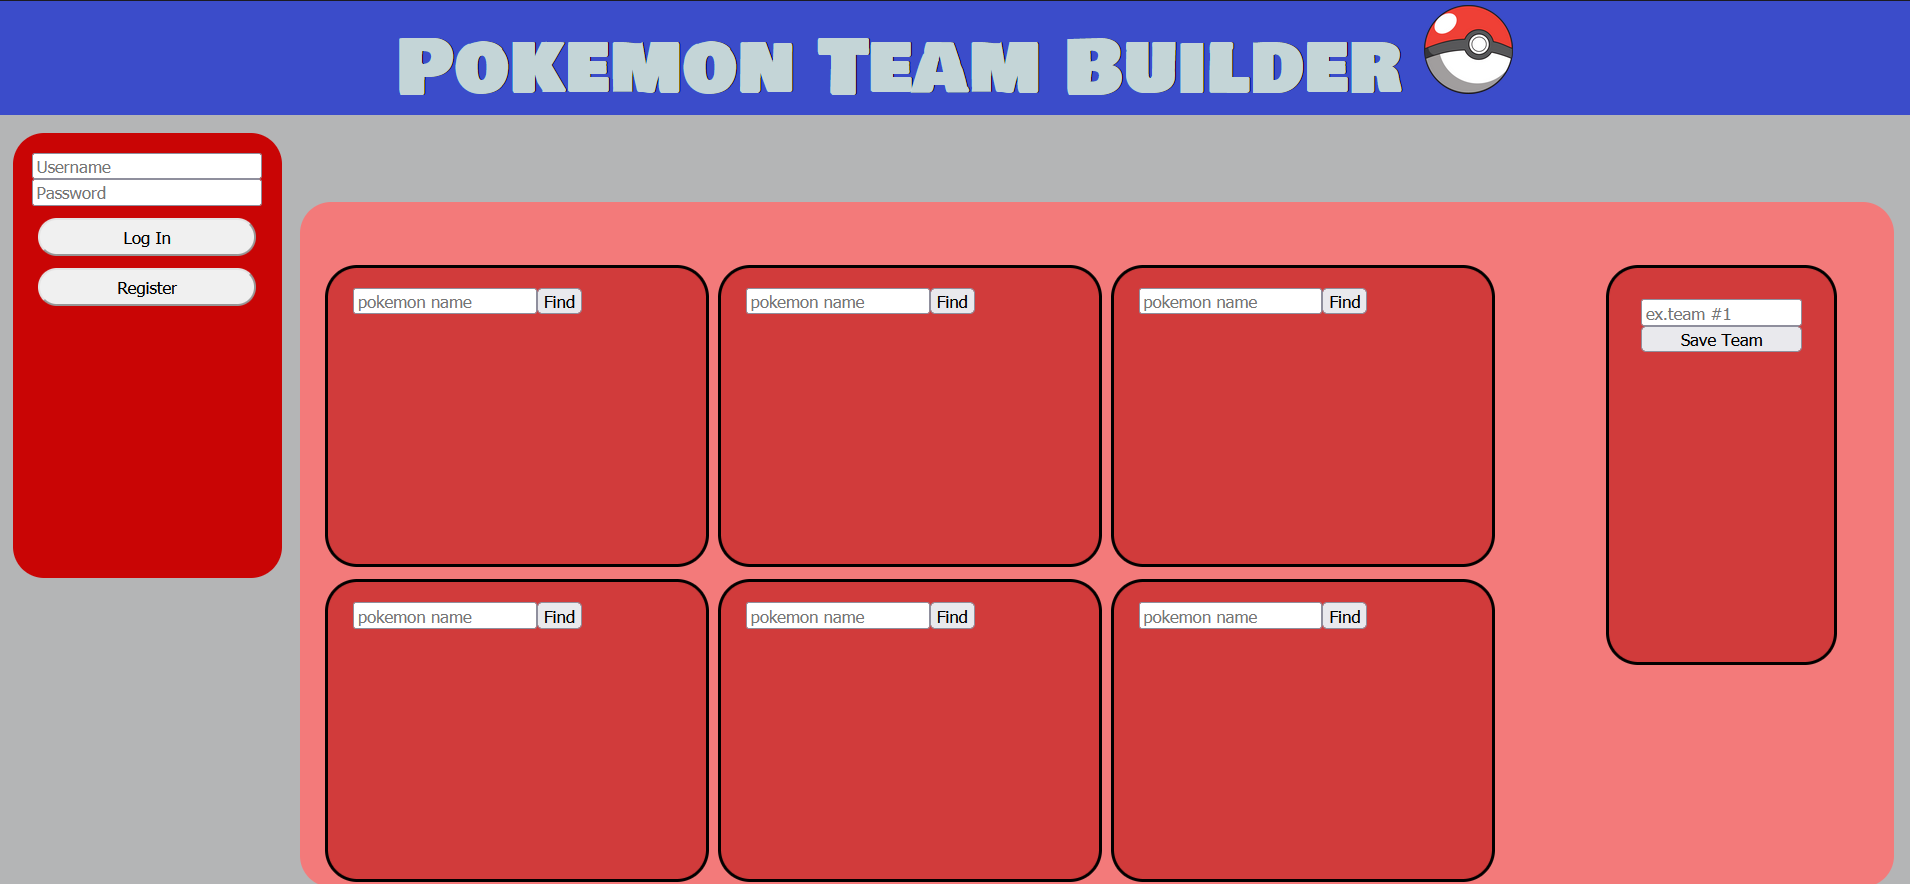 Pokemon Team Builder
Username
Password
Log In
Register
pokemon name Find
pokemon name Find
pokemon name Find
ex.team #1
Save Team
pokemon name Find
pokemon name Find
pokemon name Find